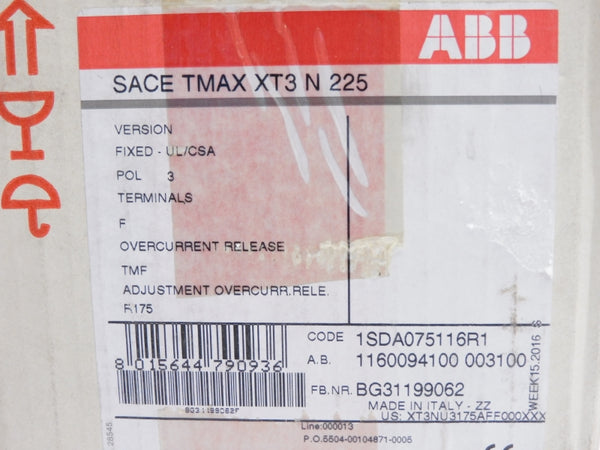 ABB
SACE TMAX XT3 N 225
VERSION
FIXED - UL/CSA
POL 3
TERMINALS
F
OVERCURRENT RELEASE
TMF
ADJUSTMENT OVERCURR.RELE.
R175
CODE 1SDA075116R1
8 015644 790936
A.B. 1160094100 003100
FB.NR. BG31199062
MADE IN ITALY - ZZ
US: XT3NU3175AFF000XXX
BG31199062F
Line:000013
P.O.5504-00104871-0005
28545
WEEK15.2016 S